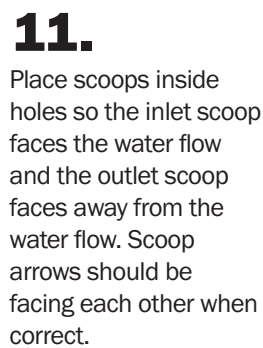 11.
Place scoops inside
holes so the inlet scoop
faces the water flow
and the outlet scoop
faces away from the
water flow. Scoop
arrows should be
facing each other when
correct.